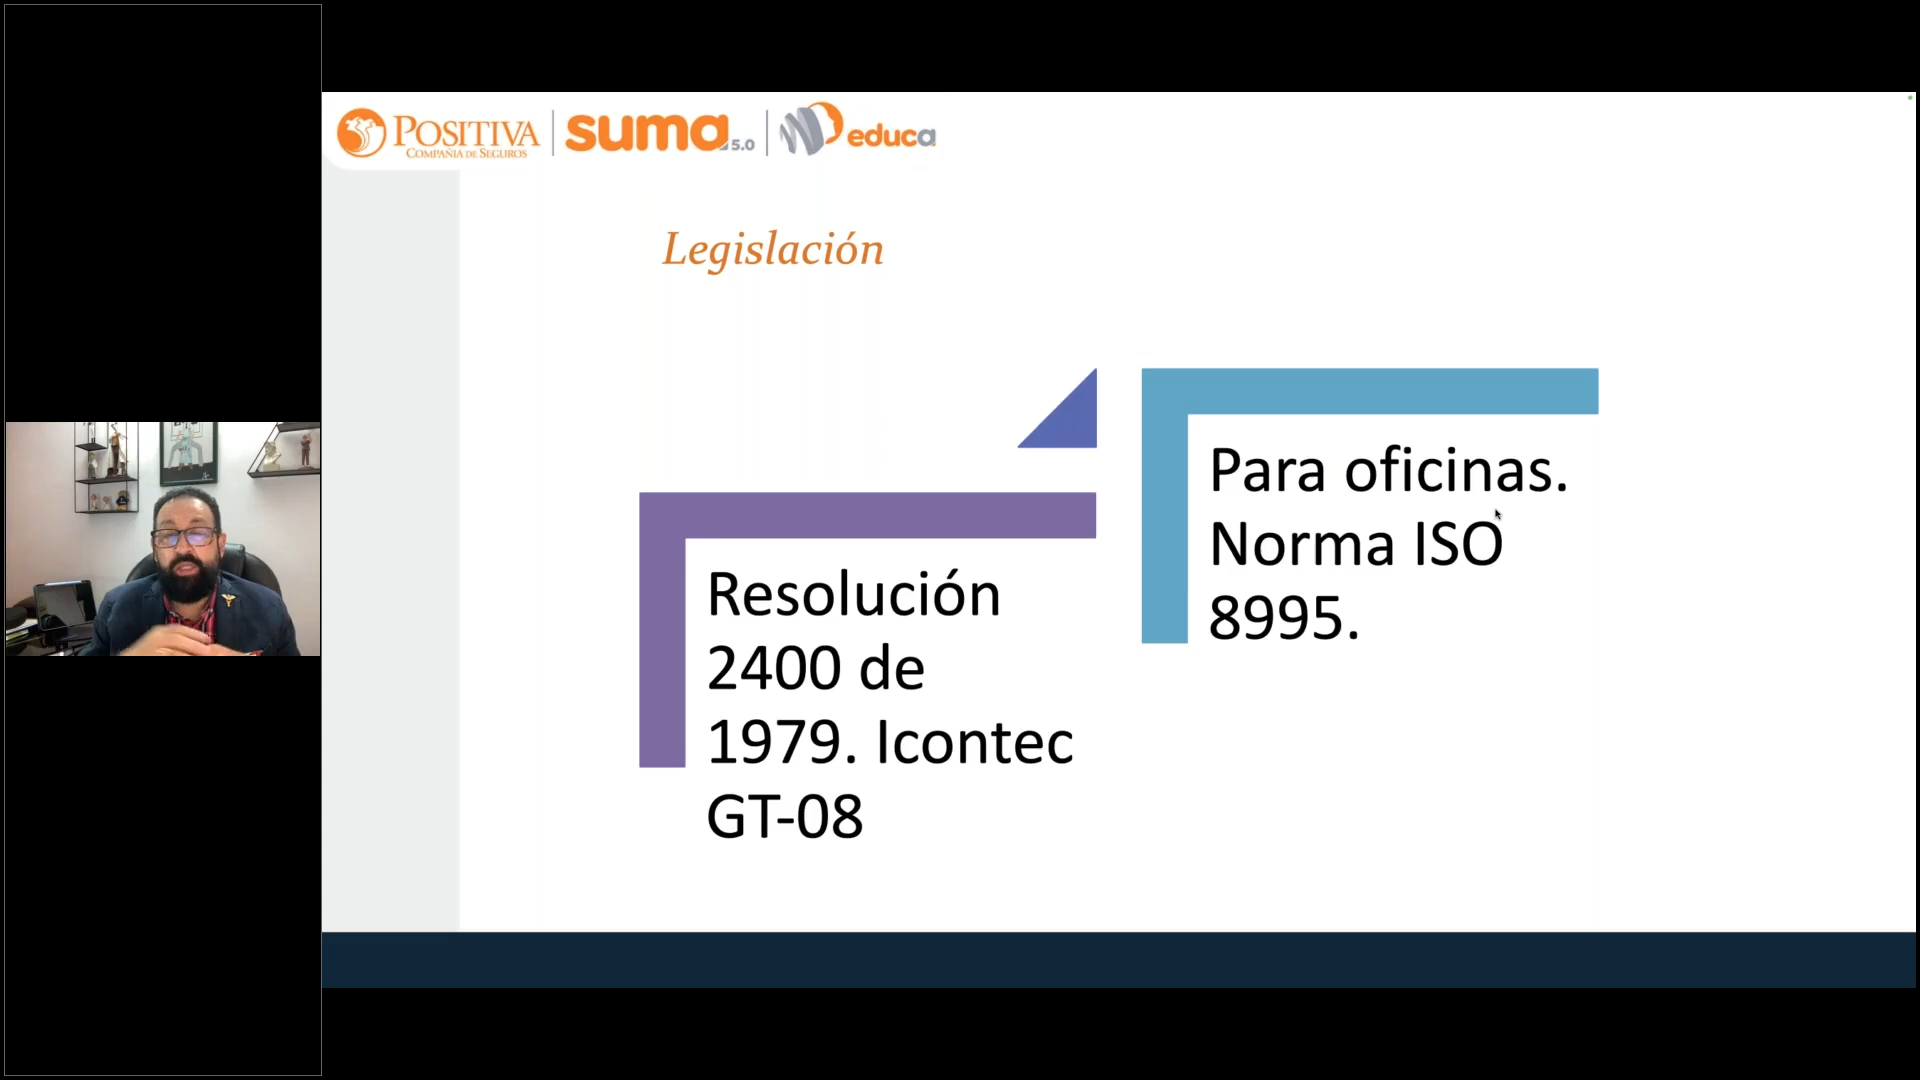 POSITIVA
COMPAÑÍA DE SEGUROS
suma 5.0
educa
Legislación
Resolución
2400 de
1979. Icontec
GT-08
Para oficinas.
Norma ISO
8995.